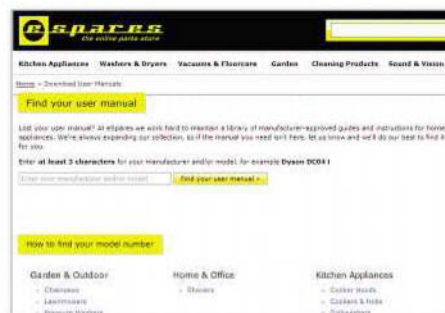 espares
the online parts store
Kitchen Appliances Washers & Dryers Vacuums & Floorcare Garden Cleaning Products Sound & Vision
Home > Download User Manuals
Find your user manual
Lost your user manual? At eSpares we work hard to maintain a library of manufacturer-approved guides and instructions for home
appliances. We're always expanding our collection, so if the manual you need isn't here, let us know and we'll do our best to find it
for you.
Enter at least 3 characters for your manufacturer and/or model, for example Dyson DC04 i
Enter your manufacturer and/or model Find your user manual »
How to find your model number
Garden & Outdoor Home & Office Kitchen Appliances
Chainsaws Shavers Cooker Hoods
Lawnmowers Cookers & Hobs
Pressure Washers